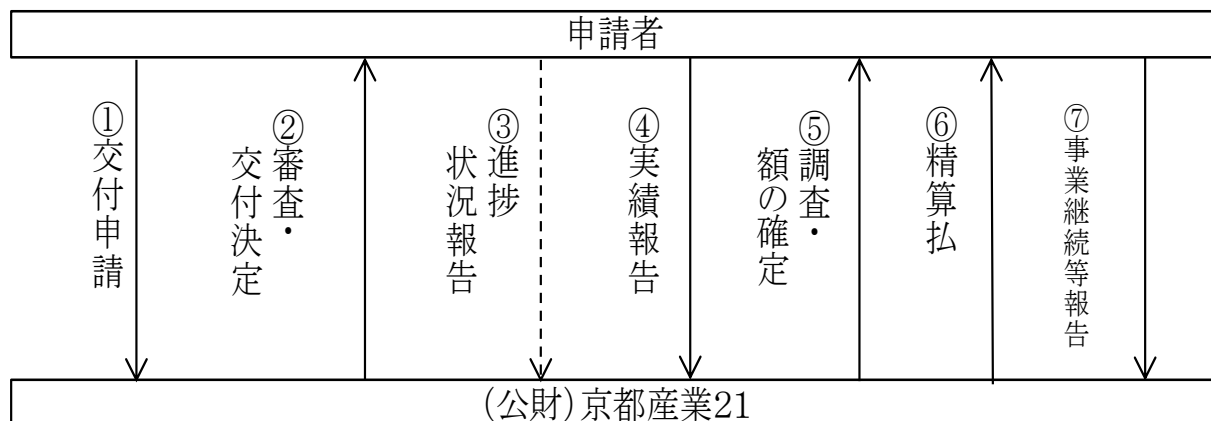 申請者
①交付申請
②審査・
交付決定
③進捗
状況報告
④実績報告
⑤調査・
額の確定
⑥精算払
⑦事業継続等報告
(公財)京都産業21